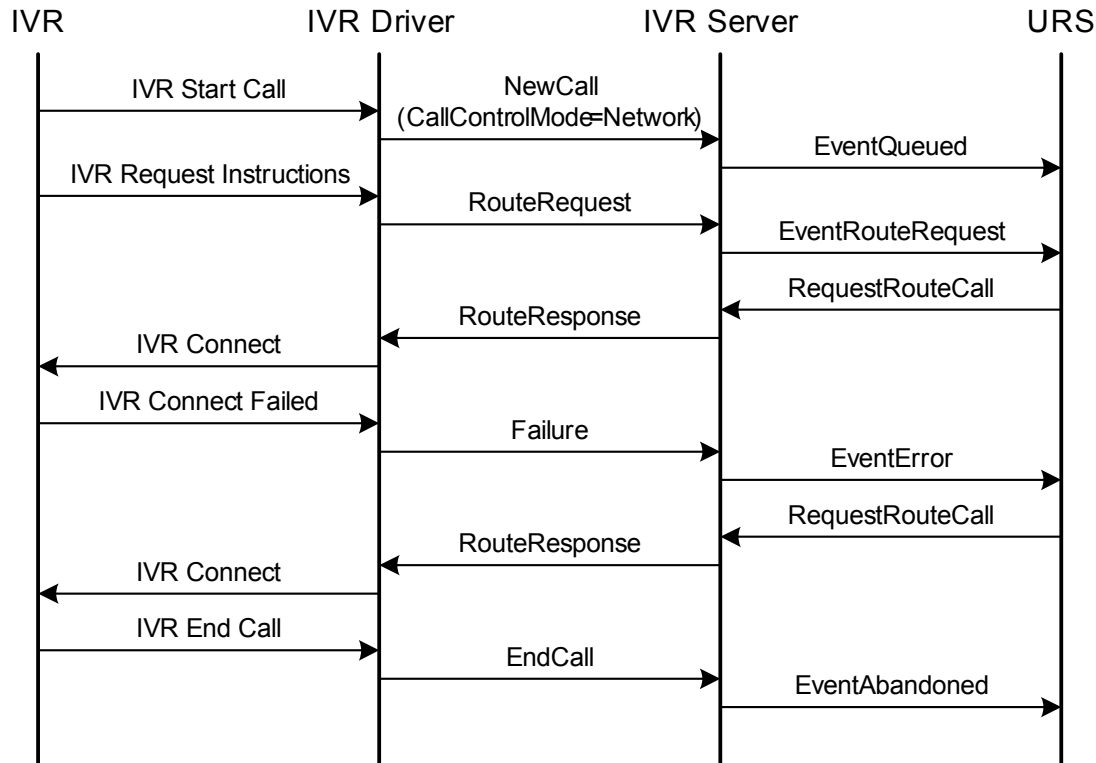 IVR
IVR Driver
IVR Server
URS
IVR Start Call
NewCall
(CallControlMode=Network)
EventQueued
IVR Request Instructions
RouteRequest
EventRouteRequest
RequestRouteCall
RouteResponse
IVR Connect
IVR Connect Failed
Failure
EventError
RequestRouteCall
RouteResponse
IVR Connect
IVR End Call
EndCall
EventAbandoned